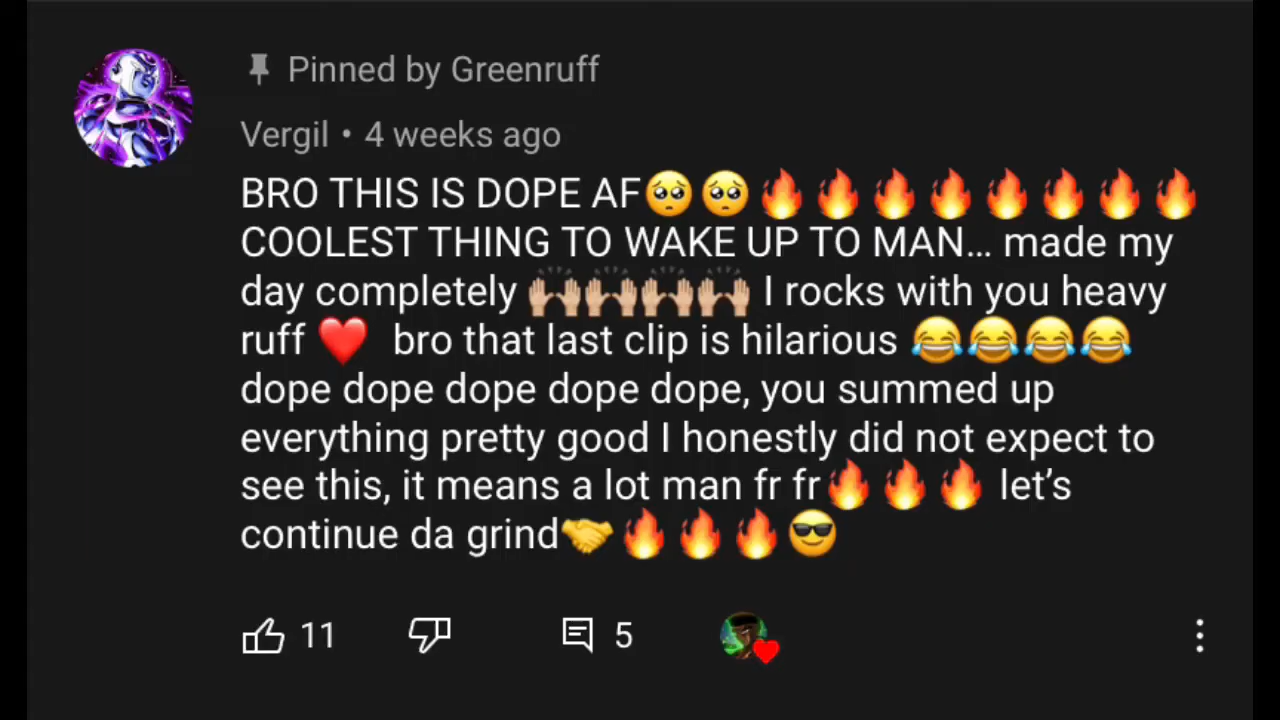 Pinned by Greenruff
Vergil • 4 weeks ago
BRO THIS IS DOPE AF🥺🥺🔥🔥🔥🔥🔥🔥🔥🔥
COOLEST THING TO WAKE UP TO MAN... made my
day completely 🙌🏼🙌🏼🙌🏼🙌🏼 I rocks with you heavy
ruff ❤️ bro that last clip is hilarious 😂😂😂😂
dope dope dope dope dope, you summed up
everything pretty good I honestly did not expect to
see this, it means a lot man fr fr🔥🔥🔥 let’s
continue da grind🤝🔥🔥🔥😎
11
5